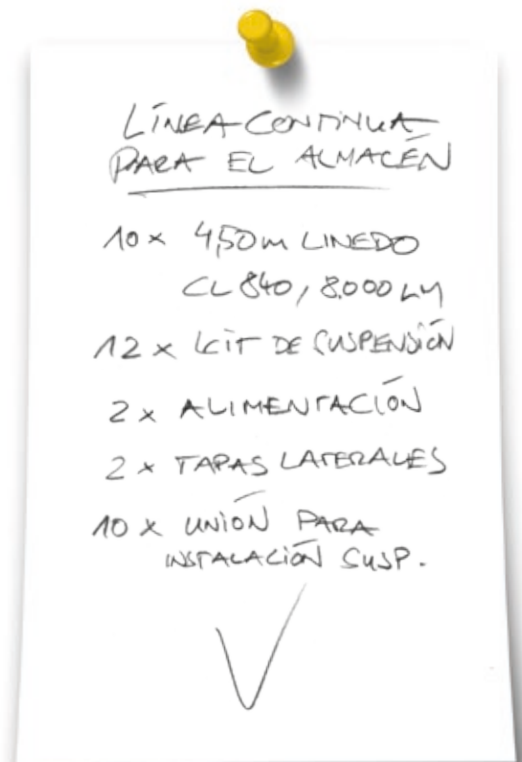 LÍNEA CONTINUA
PARA EL ALMACÉN
10 x 4,50m LINEDO
CL 840, 8.000 LM
12 x KIT DE SUSPENSIÓN
2 x ALIMENTACIÓN
2 x TAPAS LATERALES
10 x UNIÓN PARA
INSTALACIÓN SUSP.